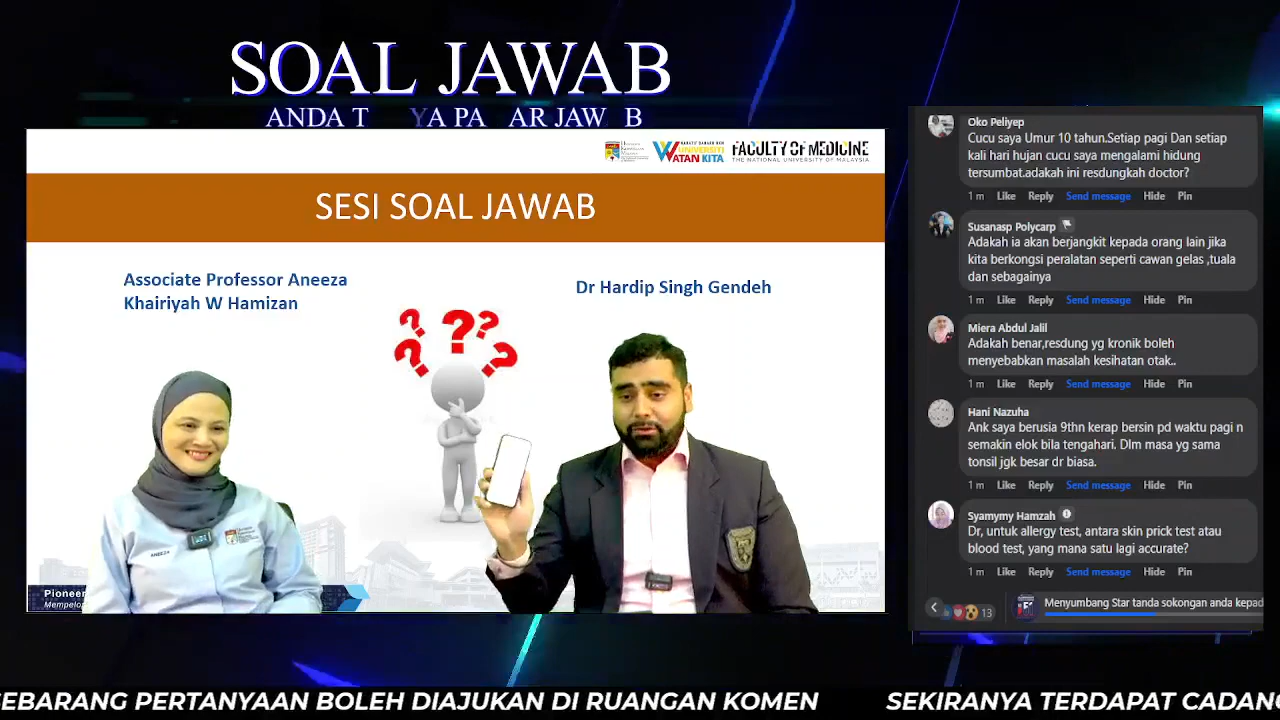 SOAL JAWAB
ANDA T YA PA AR JAW B
FACULTY OF MEDICINE
THE NATIONAL UNIVERSITY OF MALAYSIA
UNIVERSITI
WATAN KITA
SESI SOAL JAWAB
Associate Professor Aneeza
Khairiyah W Hamizan
Dr Hardip Singh Gendeh
? ? ? ? ?
ANEEZA
Pioneer
Mempelo
Oko Peliyep
Cucu saya Umur 10 tahun.Setiap pagi Dan setiap
kali hari hujan mata saya mengalami hidung
tersumbat.adakah ini resdungkah doctor?
1 m Like Reply Send message Hide Pin
Susanasp Polycarp
Adakah ia akan berjangkit kepada orang lain jika
kita berkongsi peralatan seperti cawan gelas ,tuala
dan sebagainya
1 m Like Reply Send message Hide Pin
Miera Abdul Jalil
Adakah benar,resdung yg kronik boleh
menyebabkan masalah kesihatan otak..
1 m Like Reply Send message Hide Pin
Hani Nazuha
Ank saya berusia 9thn kerap bersin pd waktu pagi n
semakin elok bila tengahari. Dlm masa yg sama
tonsil jgk besar dr biasa.
1 m Like Reply Send message Hide Pin
Syamymy Hamzah
Dr, untuk allergy test, antara skin prick test atau
blood test, yang mana satu lagi accurate?
1 m Like Reply Send message Hide Pin
13 Menyumbang Star tanda sokongan anda kepad
EBARANG PERTANYAAN BOLEH DIAJUKAN DI RUANGAN KOMEN SEKIRANYA TERDAPAT CADANG